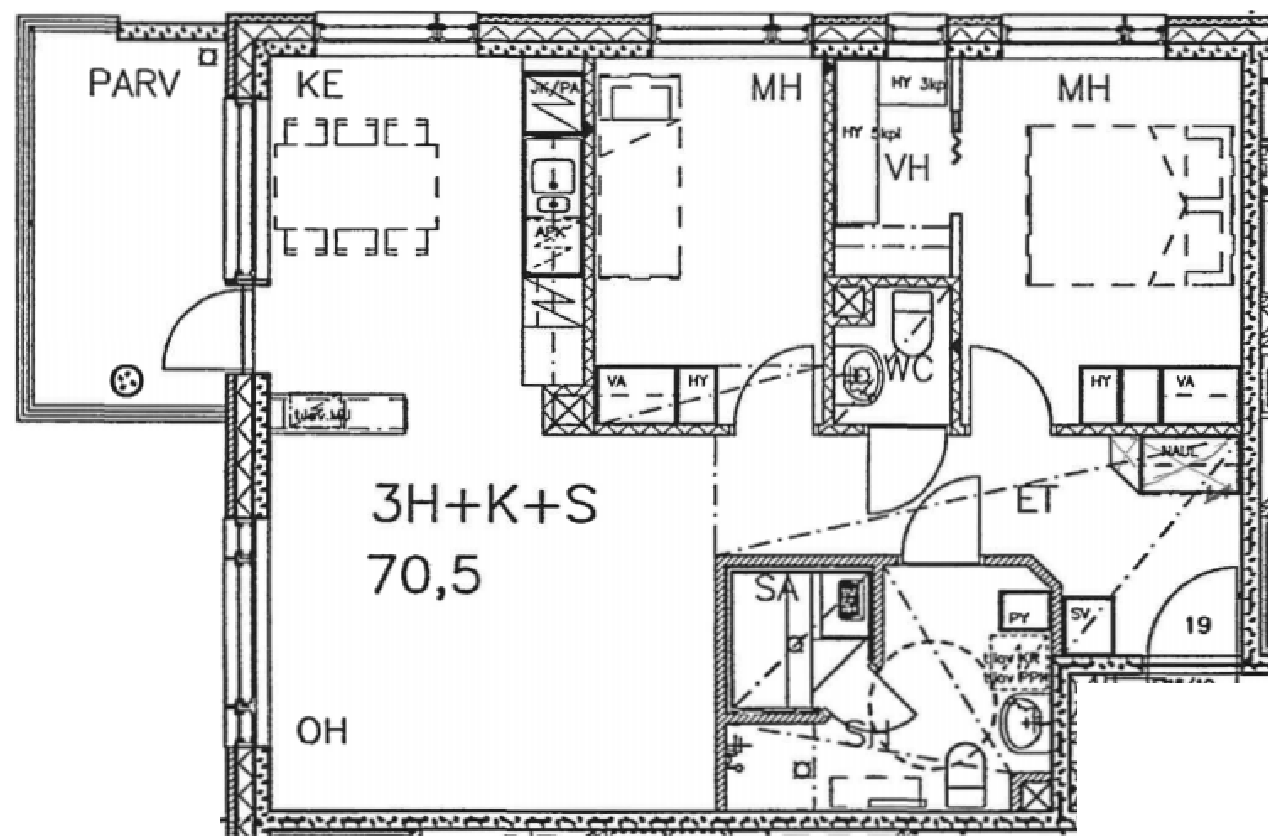 PARV
KE
JK/PA
MH
HY 3kp
MH
HY 5kpl
VH
APK
WC
VA
HY
HY
VA
NAUL
3H+K+S
ET
70,5
SA
PY
SV
19
OH
SH